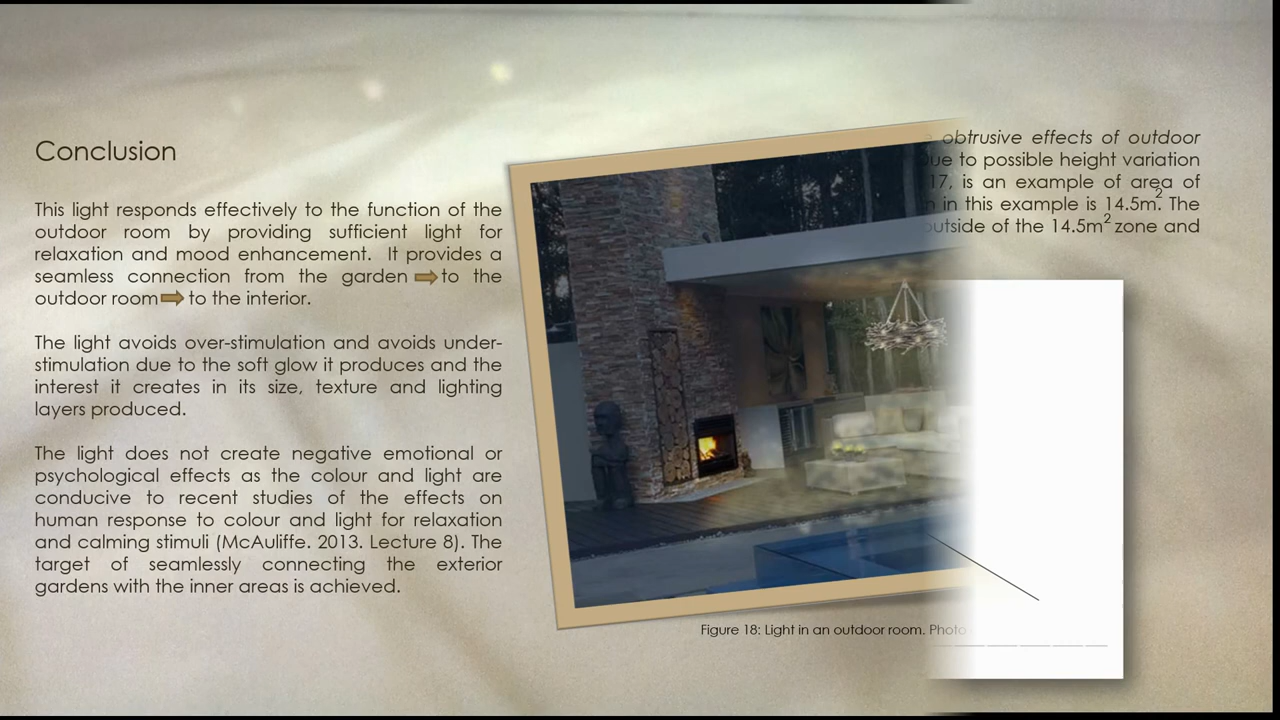 Conclusion
This light responds effectively to the function of the
outdoor room by providing sufficient light for
relaxation and mood enhancement. It provides a
seamless connection from the garden to the
outdoor room to the interior.
The light avoids over-stimulation and avoids under-
stimulation due to the soft glow it produces and the
interest it creates in its size, texture and lighting
layers produced.
The light does not create negative emotional or
psychological effects as the colour and light are
conducive to recent studies of the effects on
human response to colour and light for relaxation
and calming stimuli (McAuliffe. 2013. Lecture 8). The
target of seamlessly connecting the exterior
gardens with the inner areas is achieved.
obtrusive effects of outdoor
due to possible height variation
17, is an example of area of
in this example is 14.5m². The
outside of the 14.5m² zone and
Figure 18: Light in an outdoor room. Photo